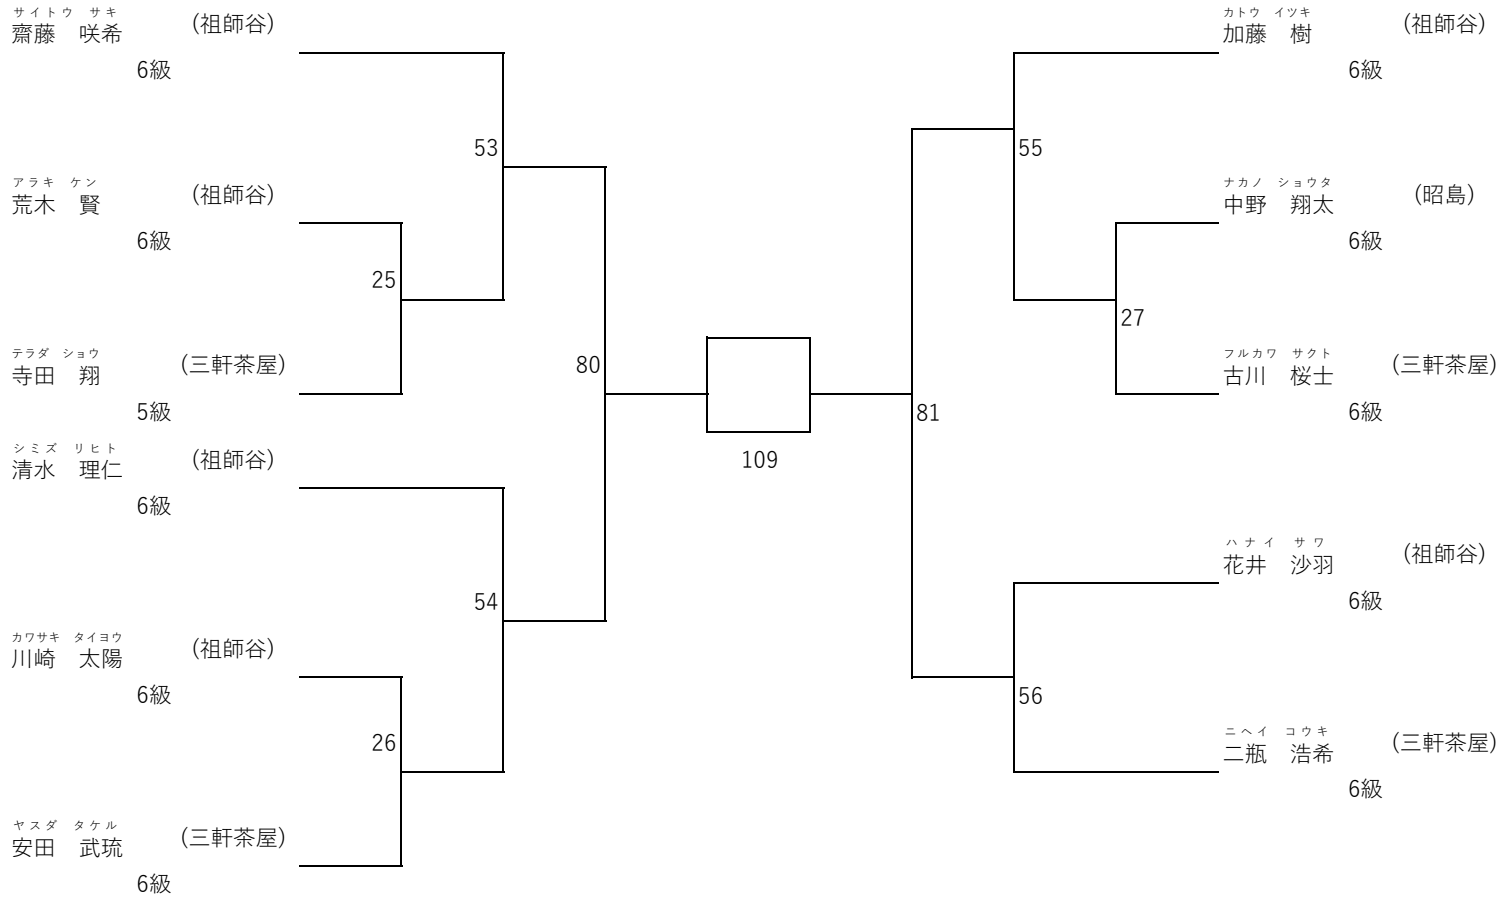 サイトウ　サキ
齋藤　咲希
(祖師谷)
6級
アラキ　ケン
荒木　賢
(祖師谷)
6級
テラダ　ショウ
寺田　翔
(三軒茶屋)
5級
シミズ　リヒト
清水　理仁
(祖師谷)
6級
カワサキ　タイヨウ
川崎　太陽
(祖師谷)
6級
ヤスダ　タケル
安田　武琉
(三軒茶屋)
6級
53
25
80
54
26
109
カトウ　イツキ
加藤　樹
(祖師谷)
6級
ナカノ　ショウタ
中野　翔太
(昭島)
6級
フルカワ　サクト
古川　桜士
(三軒茶屋)
6級
ハナイ　サワ
花井　沙羽
(祖師谷)
6級
ニヘイ　コウキ
二瓶　浩希
(三軒茶屋)
6級
55
27
81
56